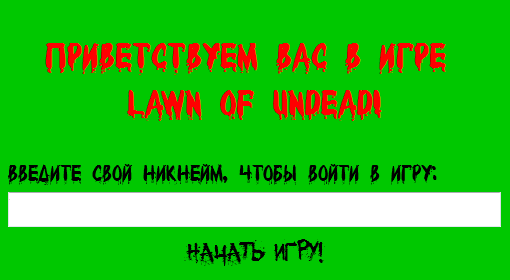 ПРИВЕТСТВУЕМ ВАС В ИГРЕ
LAWN OF UNDEAD!
ВВЕДИТЕ СВОЙ НИКНЕЙМ, ЧТОБЫ ВОЙТИ В ИГРУ:
НАЧАТЬ ИГРУ!